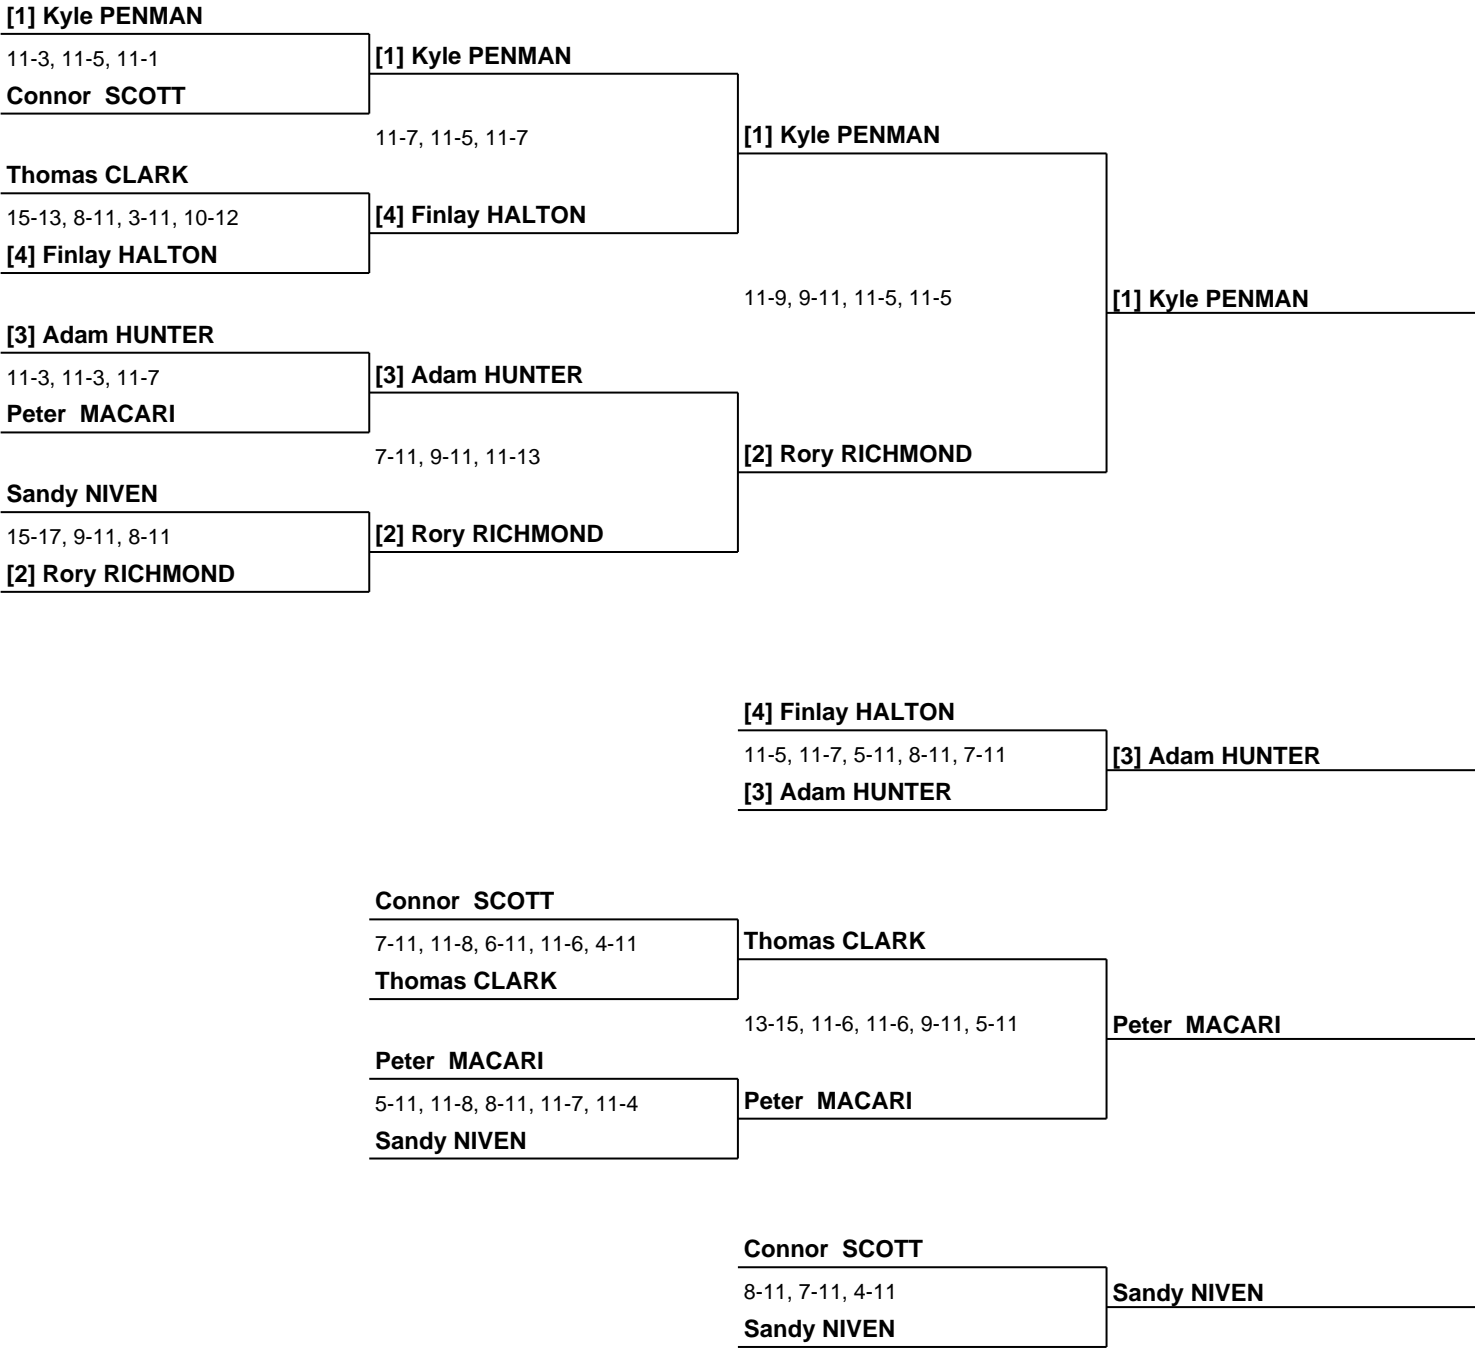 [1] Kyle PENMAN
11-3, 11-5, 11-1
[1] Kyle PENMAN
Connor SCOTT
11-7, 11-5, 11-7
[1] Kyle PENMAN
Thomas CLARK
15-13, 8-11, 3-11, 10-12
[4] Finlay HALTON
[4] Finlay HALTON
11-9, 9-11, 11-5, 11-5
[1] Kyle PENMAN
[3] Adam HUNTER
11-3, 11-3, 11-7
[3] Adam HUNTER
Peter MACARI
7-11, 9-11, 11-13
[2] Rory RICHMOND
Sandy NIVEN
15-17, 9-11, 8-11
[2] Rory RICHMOND
[2] Rory RICHMOND
[4] Finlay HALTON
11-5, 11-7, 5-11, 8-11, 7-11
[3] Adam HUNTER
[3] Adam HUNTER
Connor SCOTT
7-11, 11-8, 6-11, 11-6, 4-11
Thomas CLARK
Thomas CLARK
13-15, 11-6, 11-6, 9-11, 5-11
Peter MACARI
Peter MACARI
5-11, 11-8, 8-11, 11-7, 11-4
Peter MACARI
Sandy NIVEN
Connor SCOTT
8-11, 7-11, 4-11
Sandy NIVEN
Sandy NIVEN